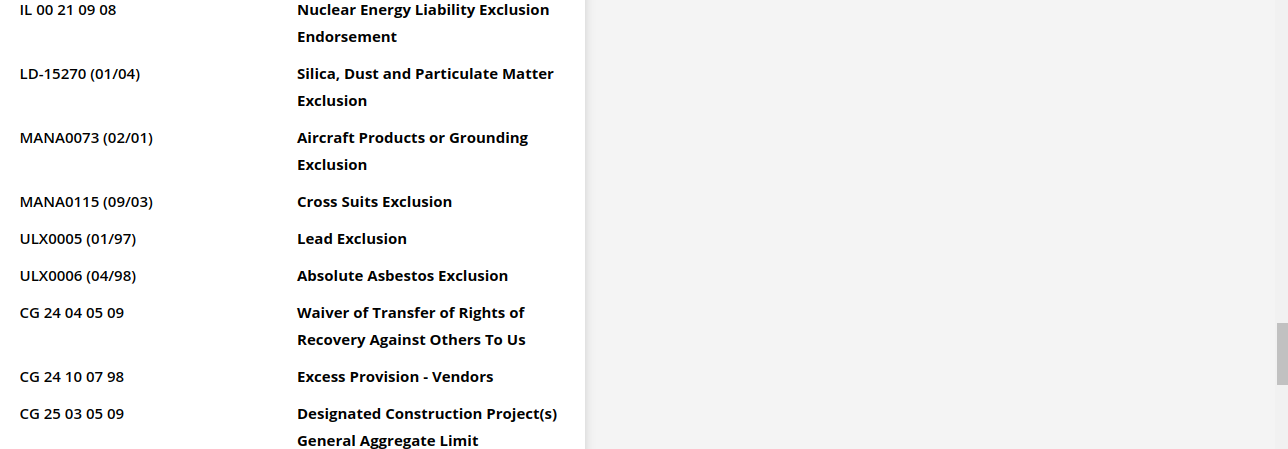 IL 00 21 09 08 Nuclear Energy Liability Exclusion
Endorsement
LD-15270 (01/04) Silica, Dust and Particulate Matter
Exclusion
MANA0073 (02/01) Aircraft Products or Grounding
Exclusion
MANA0115 (09/03) Cross Suits Exclusion
ULX0005 (01/97) Lead Exclusion
ULX0006 (04/98) Absolute Asbestos Exclusion
CG 24 04 05 09 Waiver of Transfer of Rights of
Recovery Against Others To Us
CG 24 10 07 98 Excess Provision - Vendors
CG 25 03 05 09 Designated Construction Project(s)
General Aggregate Limit